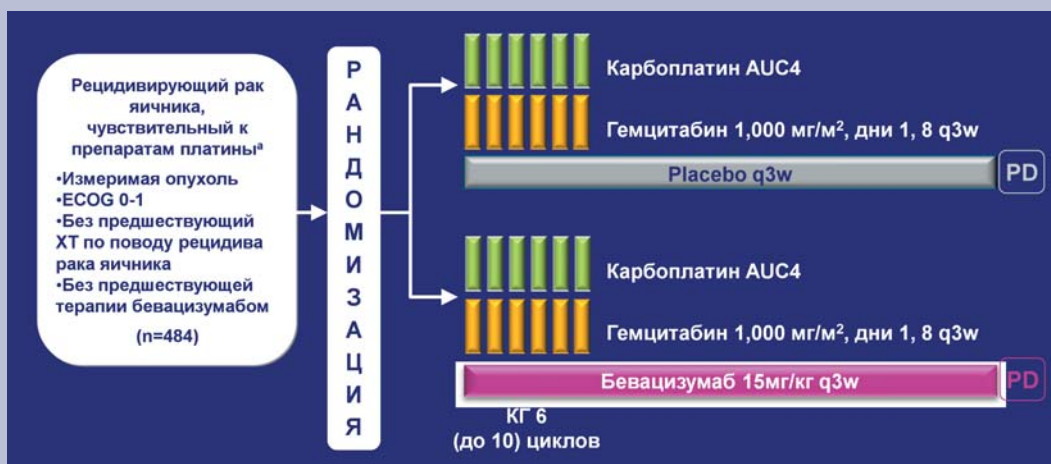 Рецидивирующий рак
яичника,
чувствительный к
препаратам платиныª
•Измеримая опухоль
•ECOG 0-1
•Без предшествующий
ХТ по поводу рецидива
рака яичника
•Без предшествующей
терапии бевацизумабом
(n=484)
РАНДОМИЗАЦИЯ
Карбоплатин AUC4
Гемцитабин 1,000 мг/м², дни 1, 8 q3w
Placebo q3w
PD
Карбоплатин AUC4
Гемцитабин 1,000 мг/м², дни 1, 8 q3w
Бевацизумаб 15мг/кг q3w
PD
КГ 6
(до 10) циклов